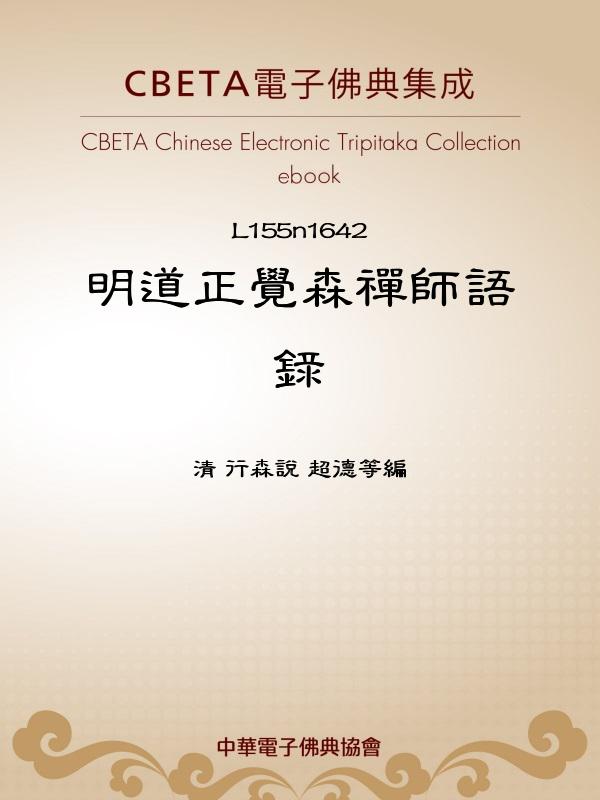 CBETA電子佛典集成
CBETA Chinese Electronic Tripitaka Collection
ebook
L155n1642
明道正覺森禪師語
錄
清 行森說 超德等編
中華電子佛典協會